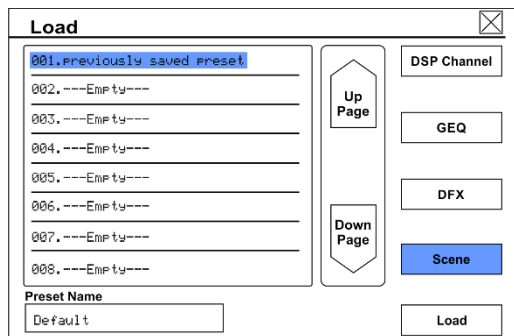 Load
001.previously saved preset
002.---Empty---
003.---Empty---
004.---Empty---
005.---Empty---
006.---Empty---
007.---Empty---
008.---Empty---
Up
Page
Down
Page
DSP Channel
GEQ
DFX
Scene
Preset Name
Default
Load